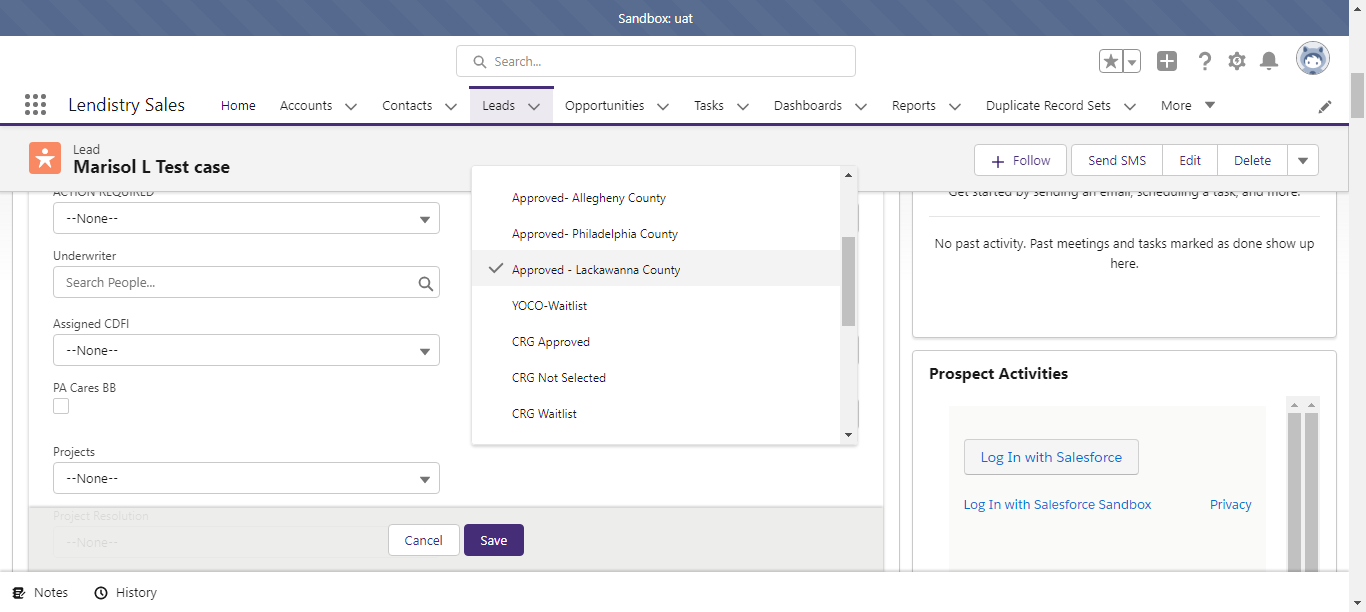 Sandbox: uat
Search...
Lendistry Sales
Home
Accounts
Contacts
Leads
Opportunities
Tasks
Dashboards
Reports
Duplicate Record Sets
More
Lead
Marisol L Test case
Follow
Send SMS
Edit
Delete
ACTION REQUIRED
--None--
Underwriter
Search People...
Assigned CDFI
--None--
PA Cares BB
Projects
--None--
Project Resolution
--None--
Approved- Allegheny County
Approved- Philadelphia County
Approved - Lackawanna County
YOCO-Waitlist
CRG Approved
CRG Not Selected
CRG Waitlist
Cancel
Save
Get started by sending an email, scheduling a task, and more.
No past activity. Past meetings and tasks marked as done show up
here.
Prospect Activities
Log In with Salesforce
Log In with Salesforce Sandbox
Privacy
Notes
History